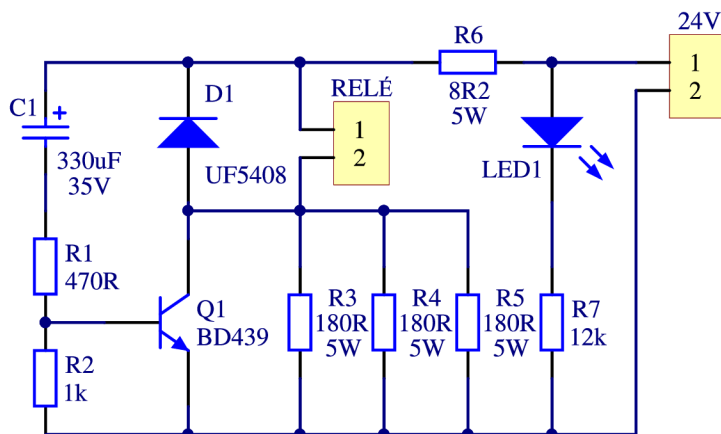 24V
1
2
R6
8R2
5W
D1
UF5408
RELÉ
1
2
C1
+
330uF
35V
LED1
R1
470R
Q1
BD439
R2
1k
R3
180R
5W
R4
180R
5W
R5
180R
5W
R7
12k